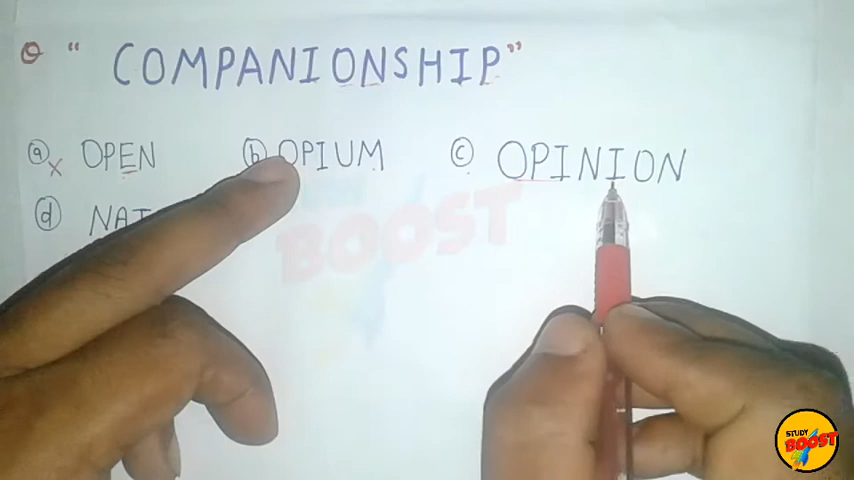 Q " COMPANIONSHIP "
ⓐ x OPEN ⓑ OPIUM ⓒ OPINION
ⓓ
BOOST
STUDY
BOOST